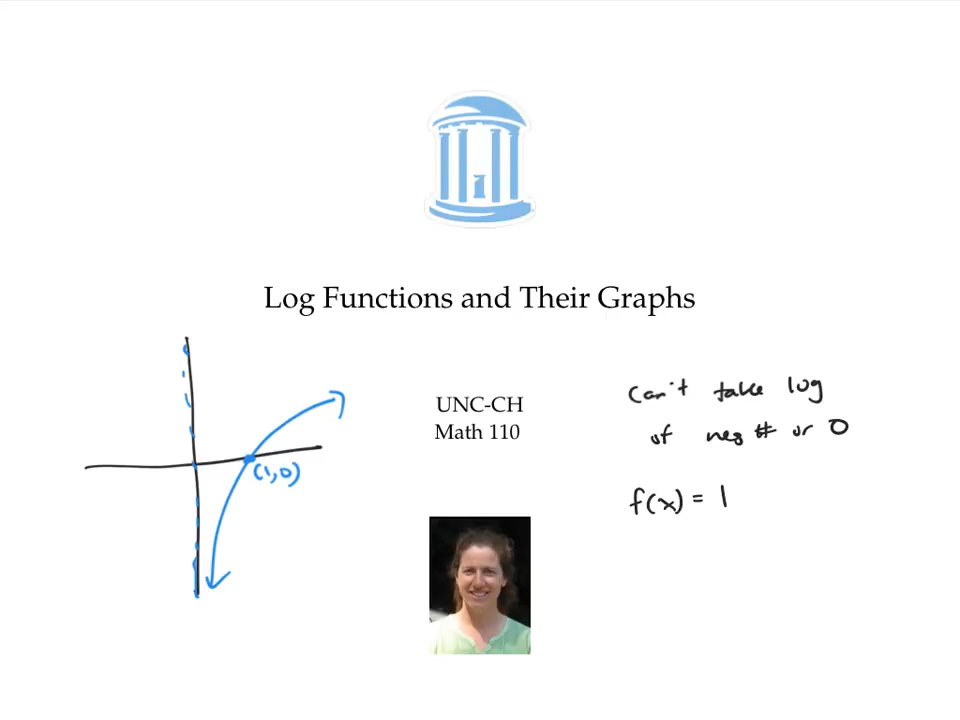 Log Functions and Their Graphs
UNC-CH
Math 110
(1,0)
can't take log
of neg # or 0
f(x) = 1